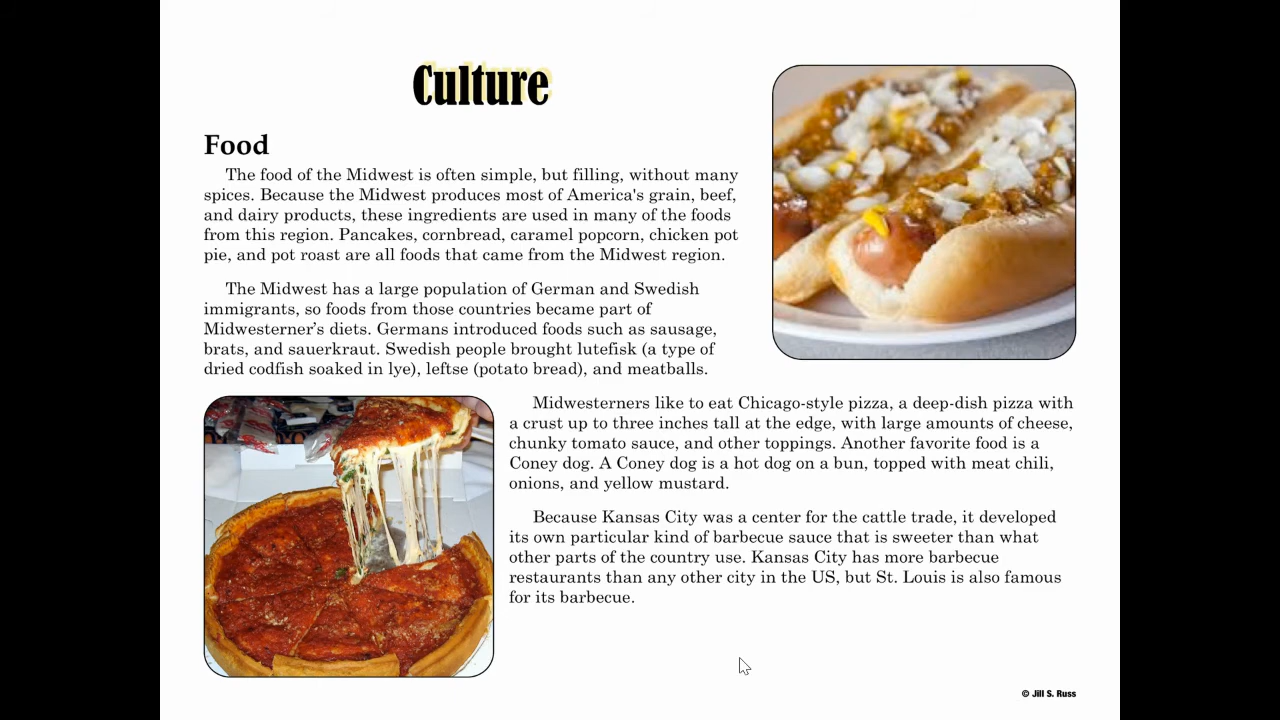 Culture
Food
The food of the Midwest is often simple, but filling, without many
spices. Because the Midwest produces most of America's grain, beef,
and dairy products, these ingredients are used in many of the foods
from this region. Pancakes, cornbread, caramel popcorn, chicken pot
pie, and pot roast are all foods that came from the Midwest region.
The Midwest has a large population of German and Swedish
immigrants, so foods from those countries became part of
Midwesterner’s diets. Germans introduced foods such as sausage,
brats, and sauerkraut. Swedish people brought lutefisk (a type of
dried codfish soaked in lye), leftse (potato bread), and meatballs.
Midwesterners like to eat Chicago-style pizza, a deep-dish pizza with
a crust up to three inches tall at the edge, with large amounts of cheese,
chunky tomato sauce, and other toppings. Another favorite food is a
Coney dog. A Coney dog is a hot dog on a bun, topped with meat chili,
onions, and yellow mustard.
Because Kansas City was a center for the cattle trade, it developed
its own particular kind of barbecue sauce that is sweeter than what
other parts of the country use. Kansas City has more barbecue
restaurants than any other city in the US, but St. Louis is also famous
for its barbecue.
© Jill S. Russ